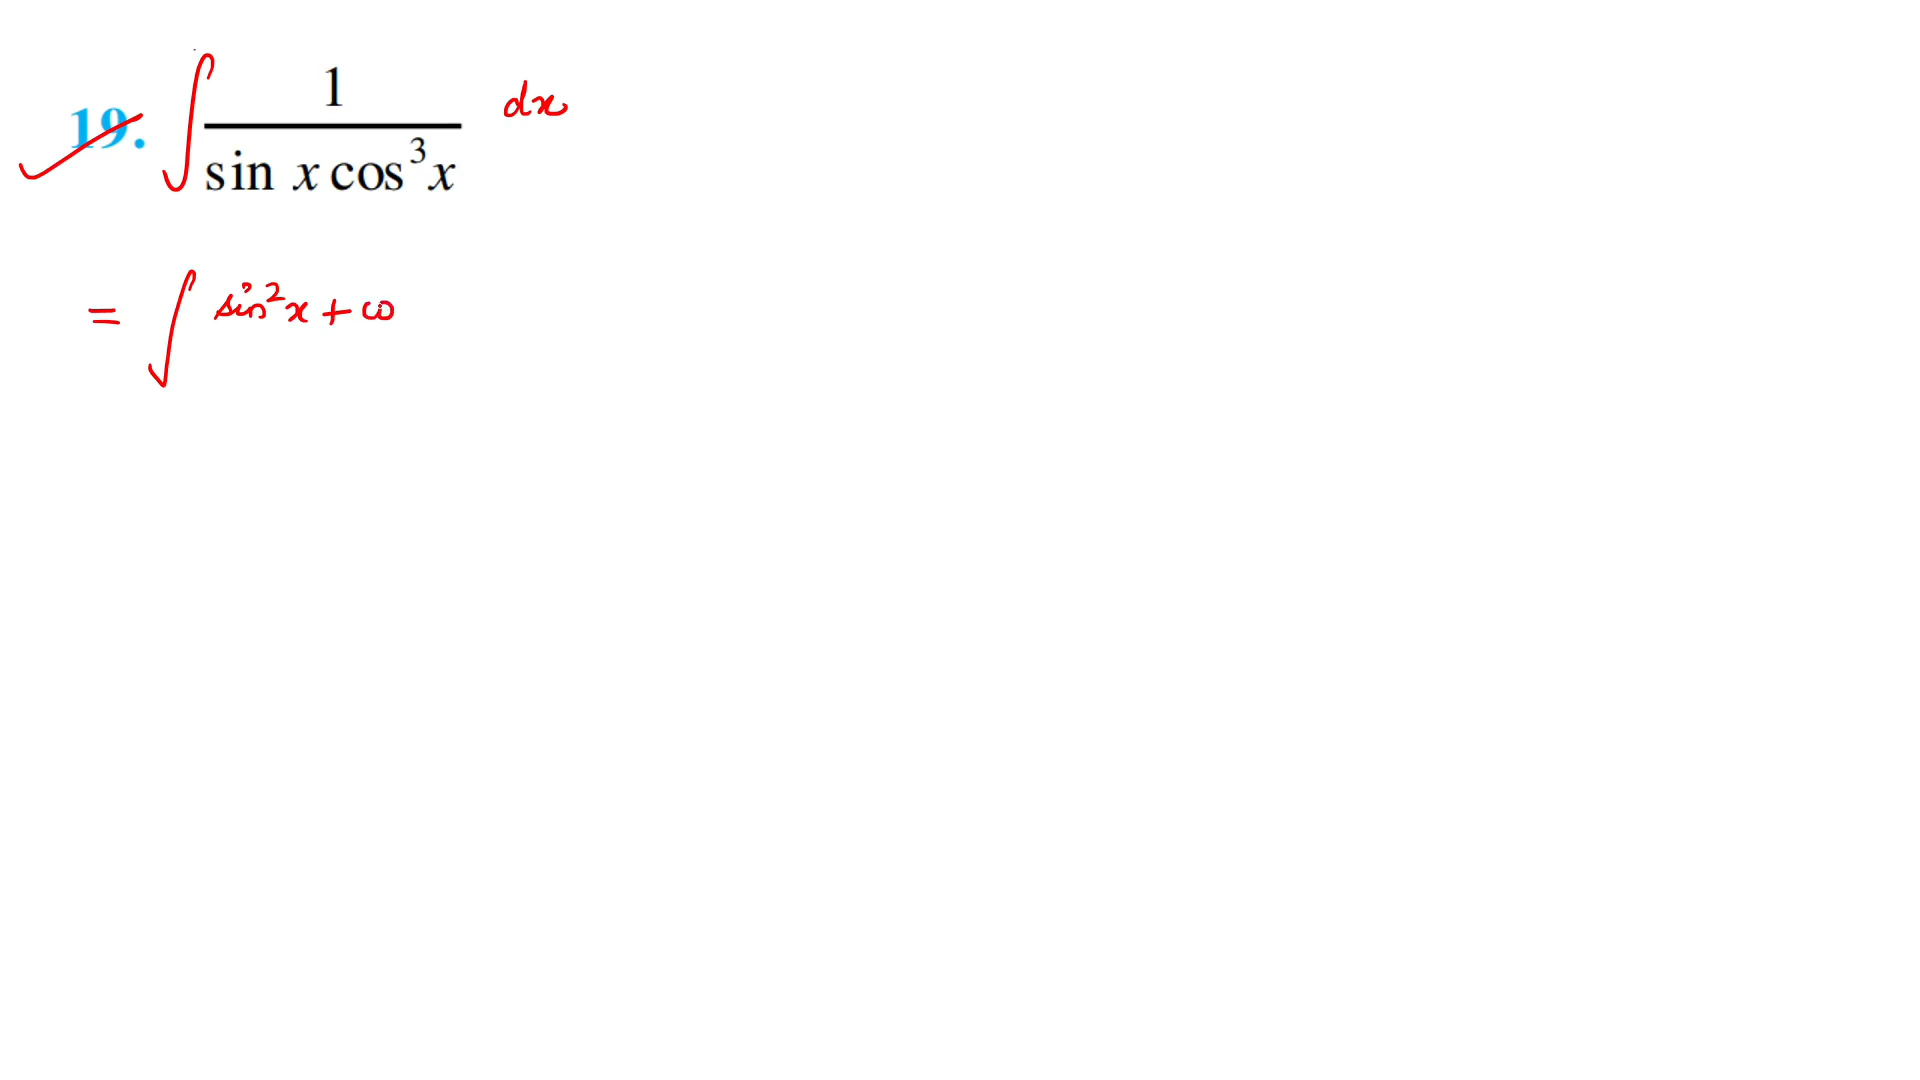 19. ∫ 1/(sin x cos³x) dx
= ∫ sin²x + co